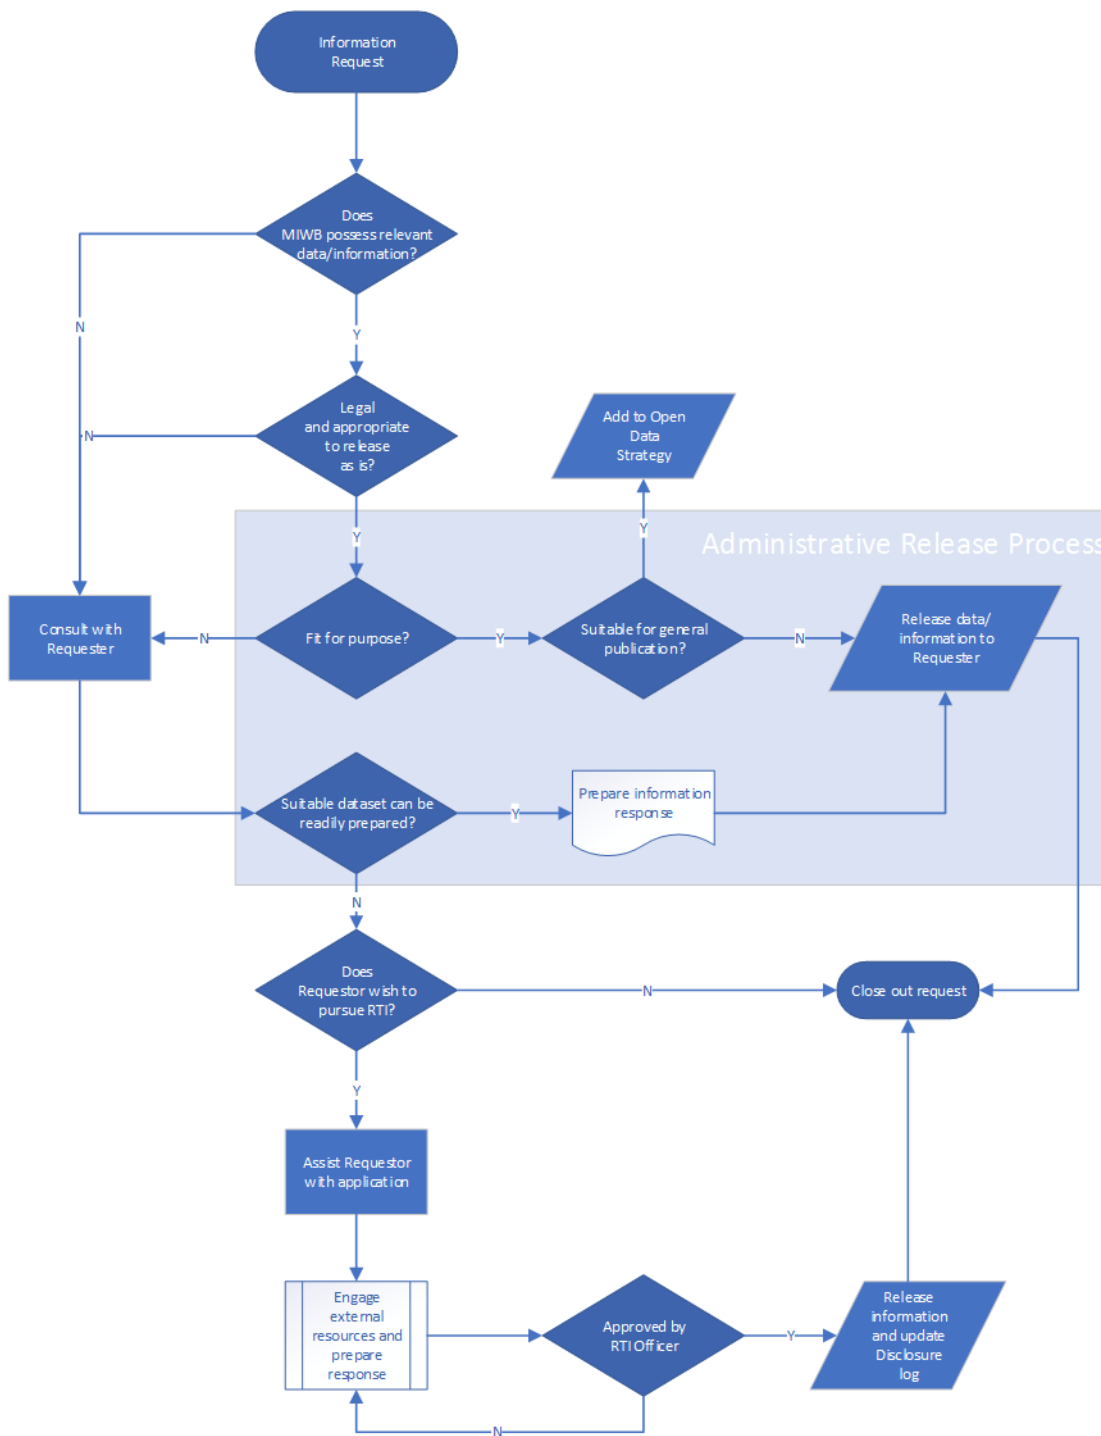 Information
Request
Does
MIWB possess relevant
data/information?
N
Y
Legal
and appropriate
to release
as is?
N
Add to Open
Data
Strategy
Y
Y
Administrative Release Process
Consult with
Requester
N
Fit for purpose?
Y
Suitable for general
publication?
N
Release data/
information to
Requester
Suitable dataset can be
readily prepared?
Y
Prepare information
response
N
Does
Requestor wish to
pursue RTI?
N
Close out request
Y
Assist Requestor
with application
Engage
external
resources and
prepare
response
Approved by
RTI Officer
Y
Release
information
and update
Disclosure
log
N